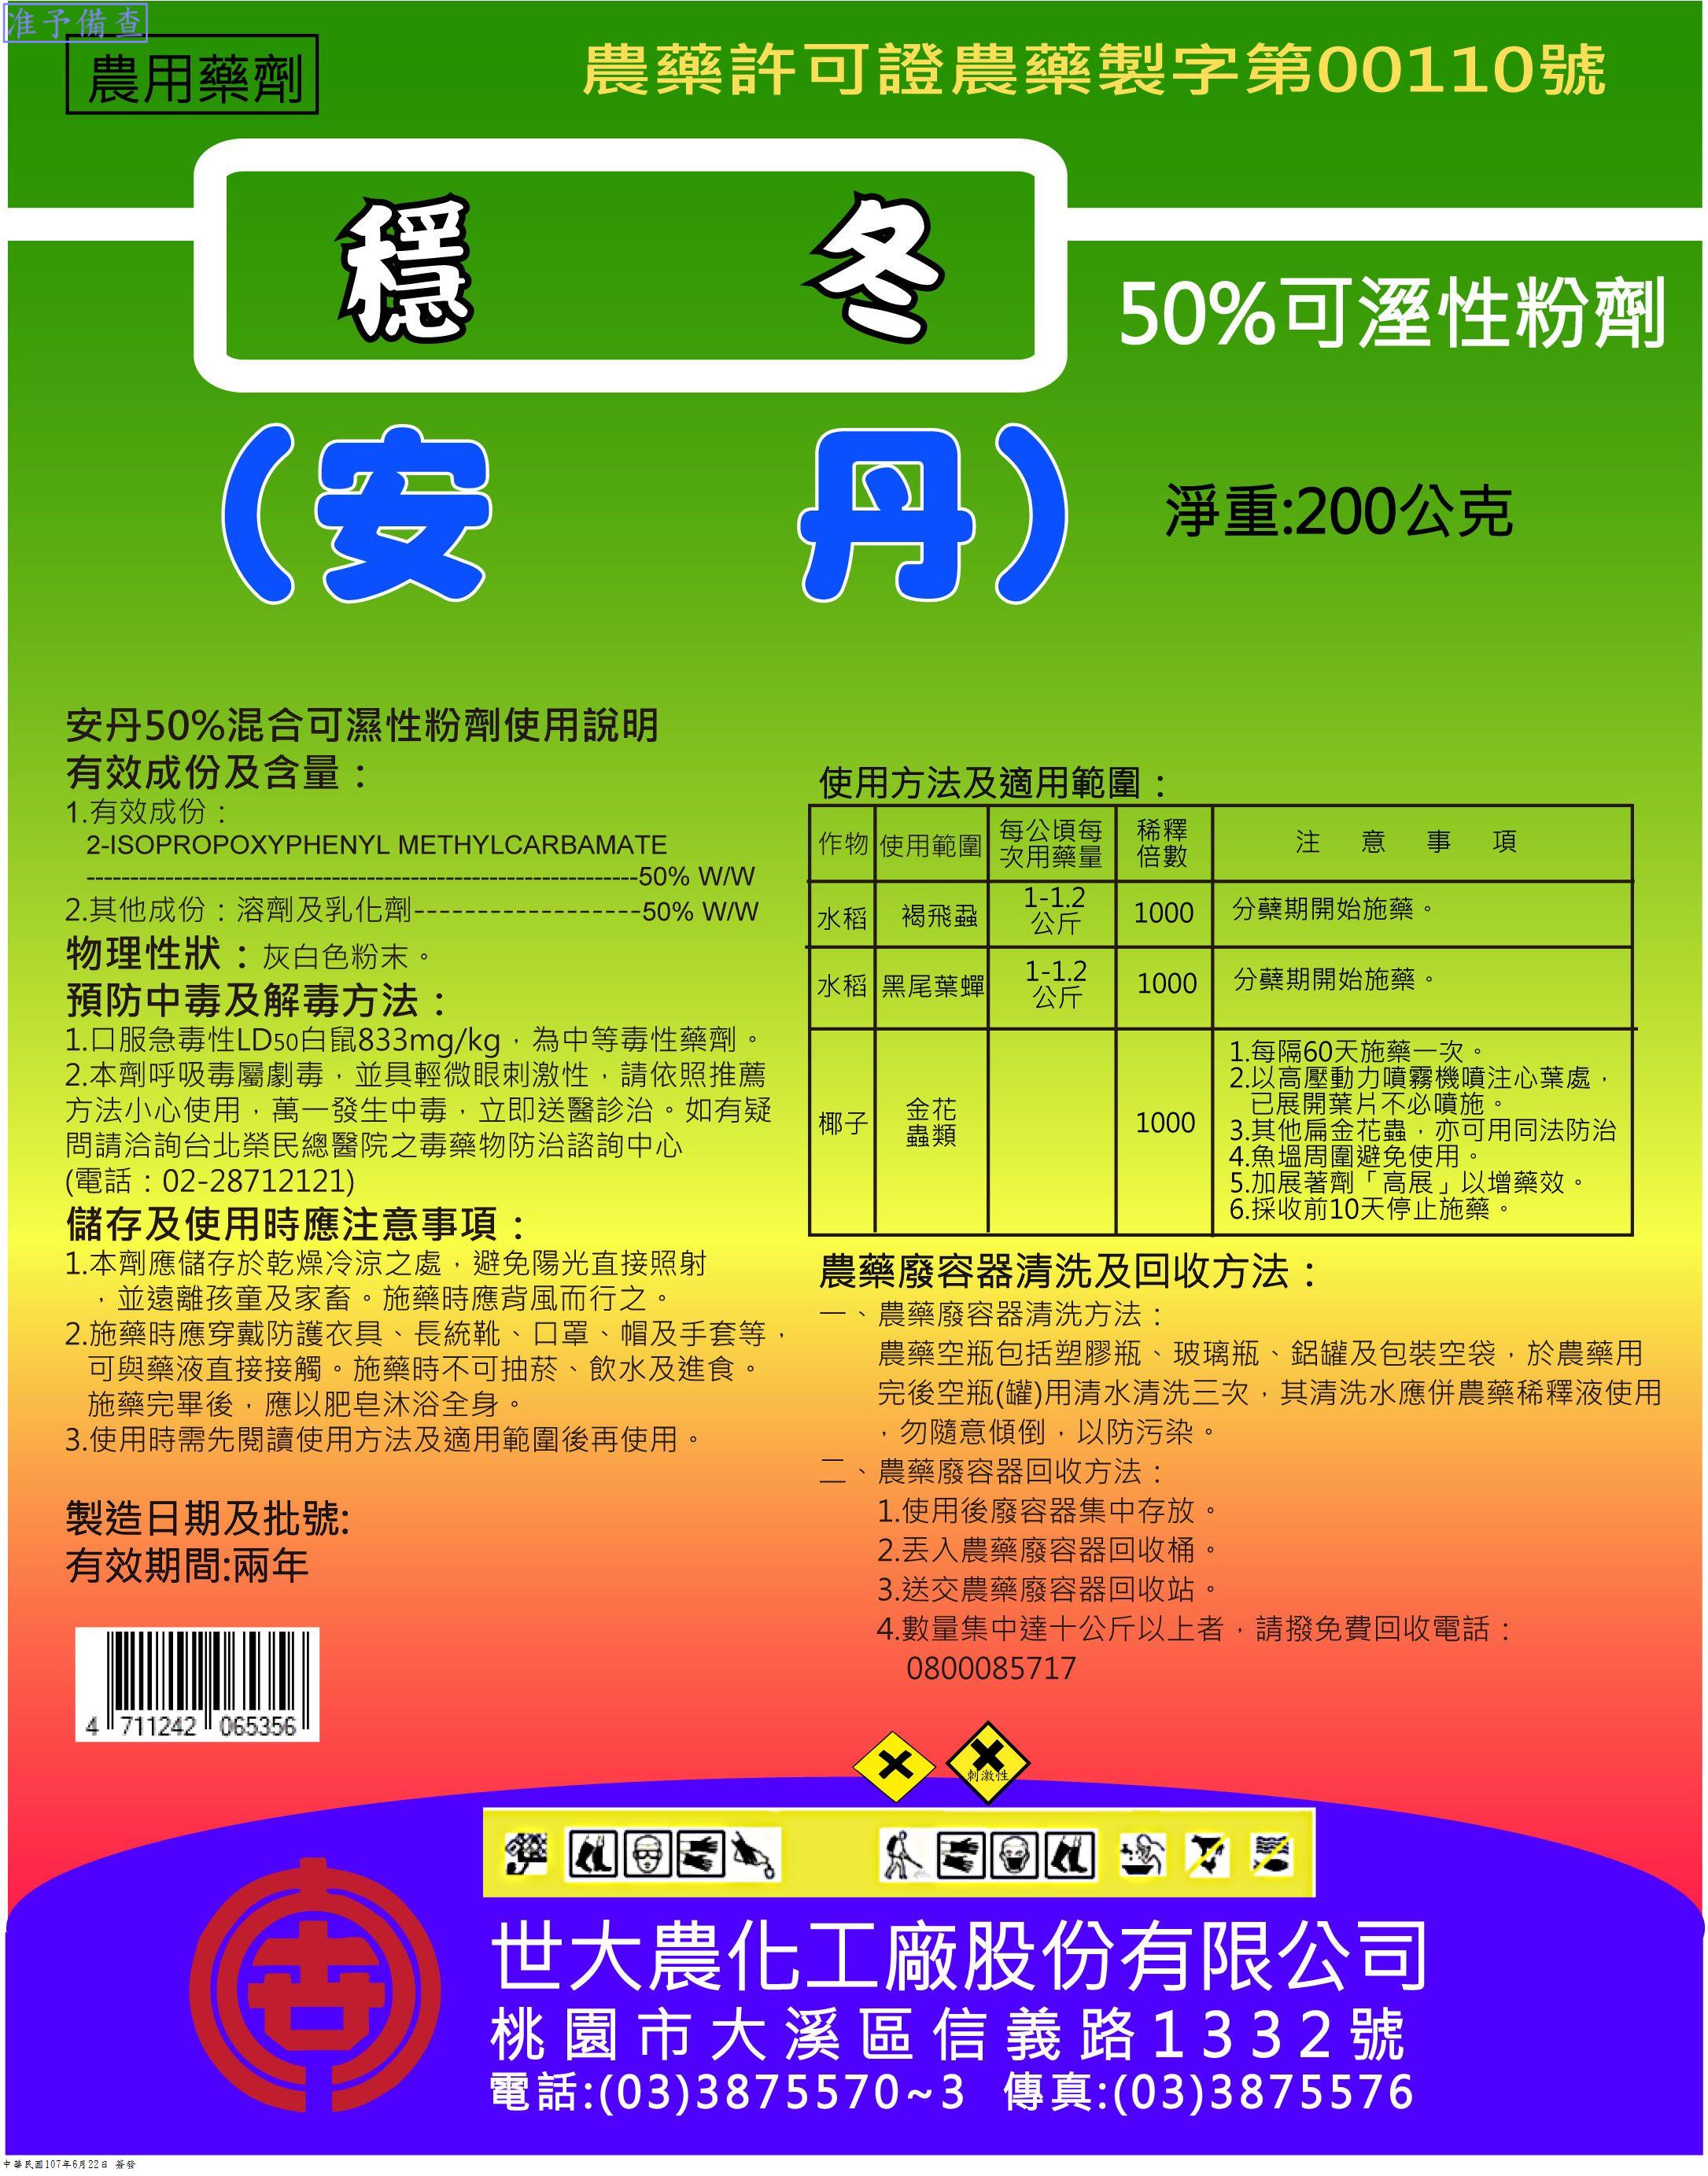 准予備查
農用藥劑
農藥許可證農藥製字第00110號
穩冬
50%可溼性粉劑
(安丹)
淨重:200公克
安丹50%混合可濕性粉劑使用說明
有效成份及含量：
1.有效成份：
2-ISOPROPOXYPHENYL METHYLCARBAMATE
------------------------------------------------------------------50% W/W
2.其他成份：溶劑及乳化劑------------------50% W/W
物理性狀：灰白色粉末。
預防中毒及解毒方法：
1.口服急毒性LD50白鼠833mg/kg，為中等毒性藥劑。
2.本劑呼吸毒屬劇毒，並具輕微眼刺激性，請依照推薦
方法小心使用，萬一發生中毒，立即送醫診治。如有疑
問請洽詢台北榮民總醫院之毒藥物防治諮詢中心
(電話：02-28712121)
儲存及使用時應注意事項：
1.本劑應儲存於乾燥冷涼之處，避免陽光直接照射
，並遠離孩童及家畜。施藥時應背風而行之。
2.施藥時應穿戴防護衣具、長統靴、口罩、帽及手套等，
可與藥液直接接觸。施藥時不可抽菸、飲水及進食。
施藥完畢後，應以肥皂沐浴全身。
3.使用時需先閱讀使用方法及適用範圍後再使用。
製造日期及批號:
有效期間:兩年
4 711242 065356
使用方法及適用範圍：
作物 使用範圍 每公頃每次用藥量 稀釋倍數 注意事項
水稻 褐飛蝨 1-1.2公斤 1000 分蘗期開始施藥。
水稻 黑尾葉蟬 1-1.2公斤 1000 分蘗期開始施藥。
椰子 金花蟲類 1000
1.每隔60天施藥一次。
2.以高壓動力噴霧機噴注心葉處，
已展開葉片不必噴施。
3.其他扁金花蟲，亦可用同法防治
4.魚塭周圍避免使用。
5.加展著劑「高展」以增藥效。
6.採收前10天停止施藥。
農藥廢容器清洗及回收方法：
一、農藥廢容器清洗方法：
農藥空瓶包括塑膠瓶、玻璃瓶、鋁罐及包裝空袋，於農藥用
完後空瓶(罐)用清水清洗三次，其清洗水應併農藥稀釋液使用
，勿隨意傾倒，以防污染。
二、農藥廢容器回收方法：
1.使用後廢容器集中存放。
2.丟入農藥廢容器回收桶。
3.送交農藥廢容器回收站。
4.數量集中達十公斤以上者，請撥免費回收電話：
0800085717
刺激性
世大農化工廠股份有限公司
桃園市大溪區信義路1332號
電話:(03)3875570~3 傳真:(03)3875576
中華民國107年6月22日 簽發